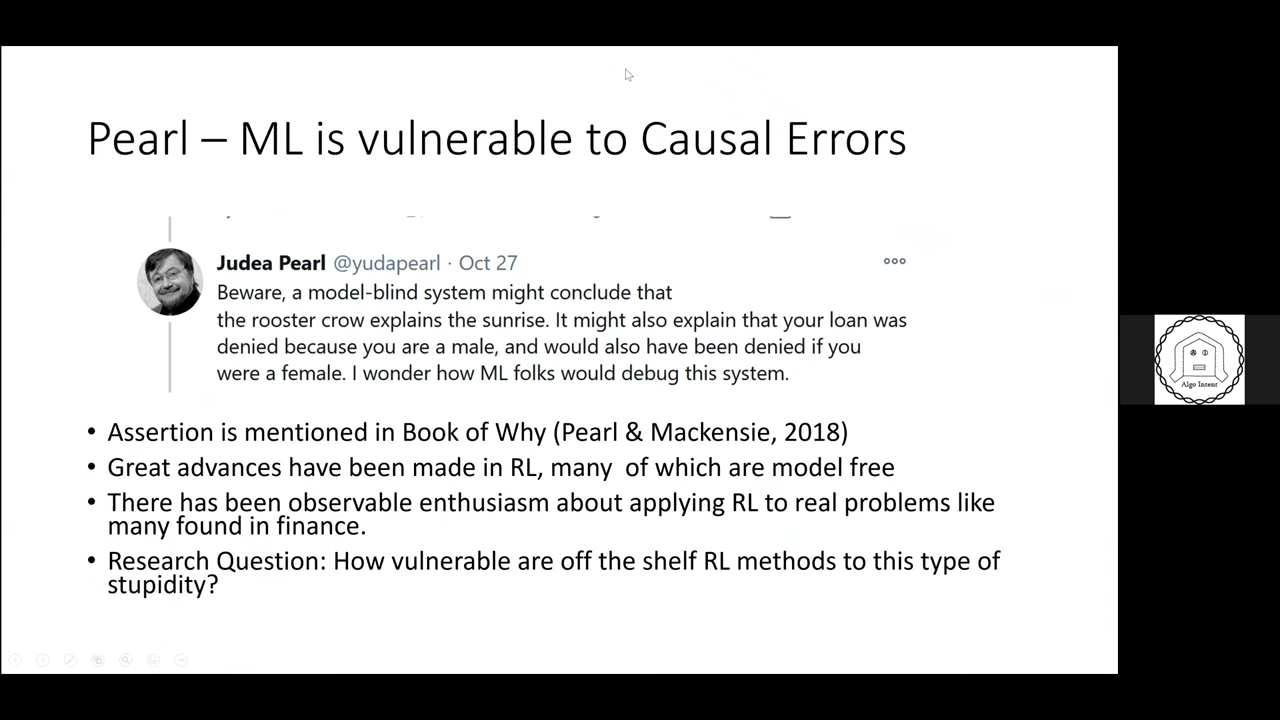 Pearl – ML is vulnerable to Causal Errors
Judea Pearl @yudapearl · Oct 27
Beware, a model-blind system might conclude that
the rooster crow explains the sunrise. It might also explain that your loan was
denied because you are a male, and would also have been denied if you
were a female. I wonder how ML folks would debug this system.
• Assertion is mentioned in Book of Why (Pearl & Mackensie, 2018)
• Great advances have been made in RL, many of which are model free
• There has been observable enthusiasm about applying RL to real problems like
many found in finance.
• Research Question: How vulnerable are off the shelf RL methods to this type of
stupidity?
Algo Intent